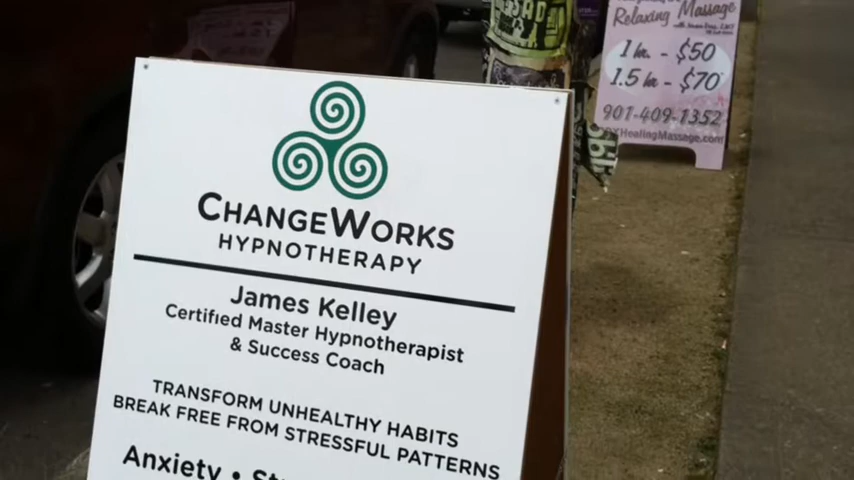 CHANGEWORKS
HYPNOTHERAPY
James Kelley
Certified Master Hypnotherapist
& Success Coach
TRANSFORM UNHEALTHY HABITS
BREAK FREE FROM STRESSFUL PATTERNS
Anxiety •
Relaxing Massage
1 hr. - $50
1.5 hr - $70
901-409-1352
HealingMassage.com